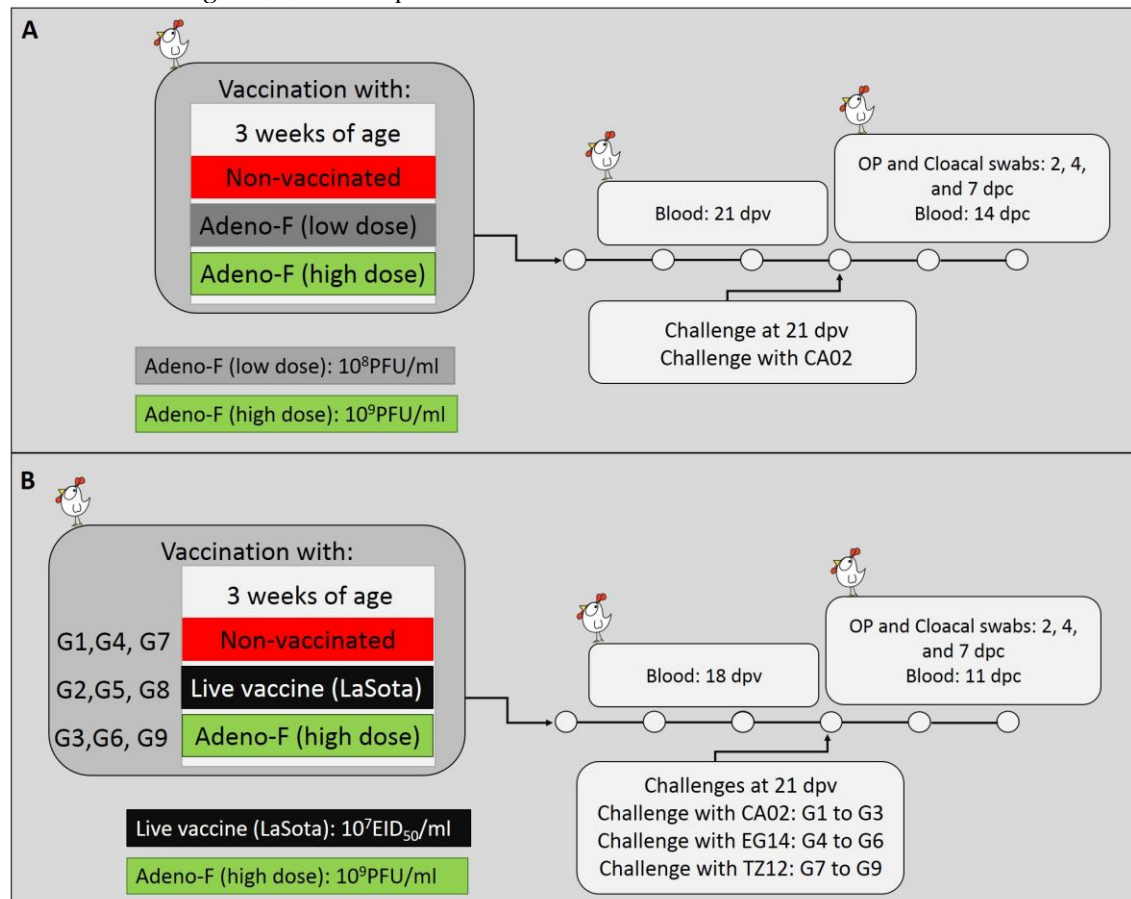 A
Vaccination with:
3 weeks of age
Non-vaccinated
Adeno-F (low dose)
Adeno-F (high dose)
Adeno-F (low dose): 10⁸PFU/ml
Adeno-F (high dose): 10⁹PFU/ml
Blood: 21 dpv
OP and Cloacal swabs: 2, 4,
and 7 dpc
Blood: 14 dpc
Challenge at 21 dpv
Challenge with CA02
B
Vaccination with:
3 weeks of age
G1,G4, G7 Non-vaccinated
G2,G5, G8 Live vaccine (LaSota)
G3,G6, G9 Adeno-F (high dose)
Live vaccine (LaSota): 10⁷EID₅₀/ml
Adeno-F (high dose): 10⁹PFU/ml
Blood: 18 dpv
OP and Cloacal swabs: 2, 4,
and 7 dpc
Blood: 11 dpc
Challenges at 21 dpv
Challenge with CA02: G1 to G3
Challenge with EG14: G4 to G6
Challenge with TZ12: G7 to G9